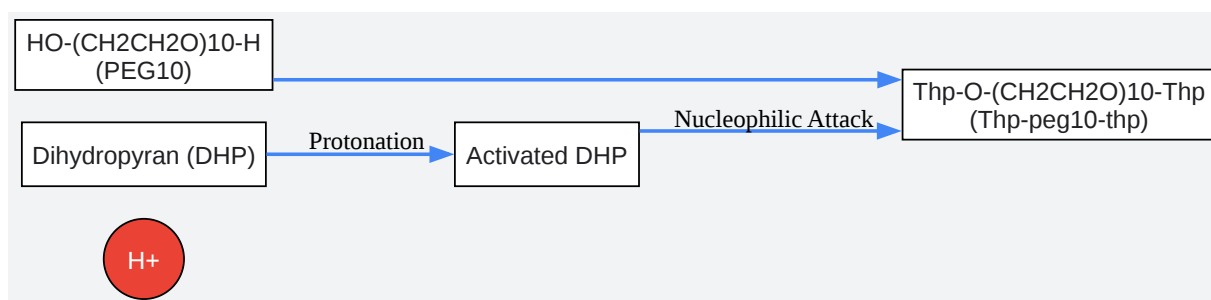 HO-(CH2CH2O)10-H
(PEG10)
Thp-O-(CH2CH2O)10-Thp
(Thp-peg10-thp)
Nucleophilic Attack
Protonation
Dihydropyran (DHP)
Activated DHP
H+